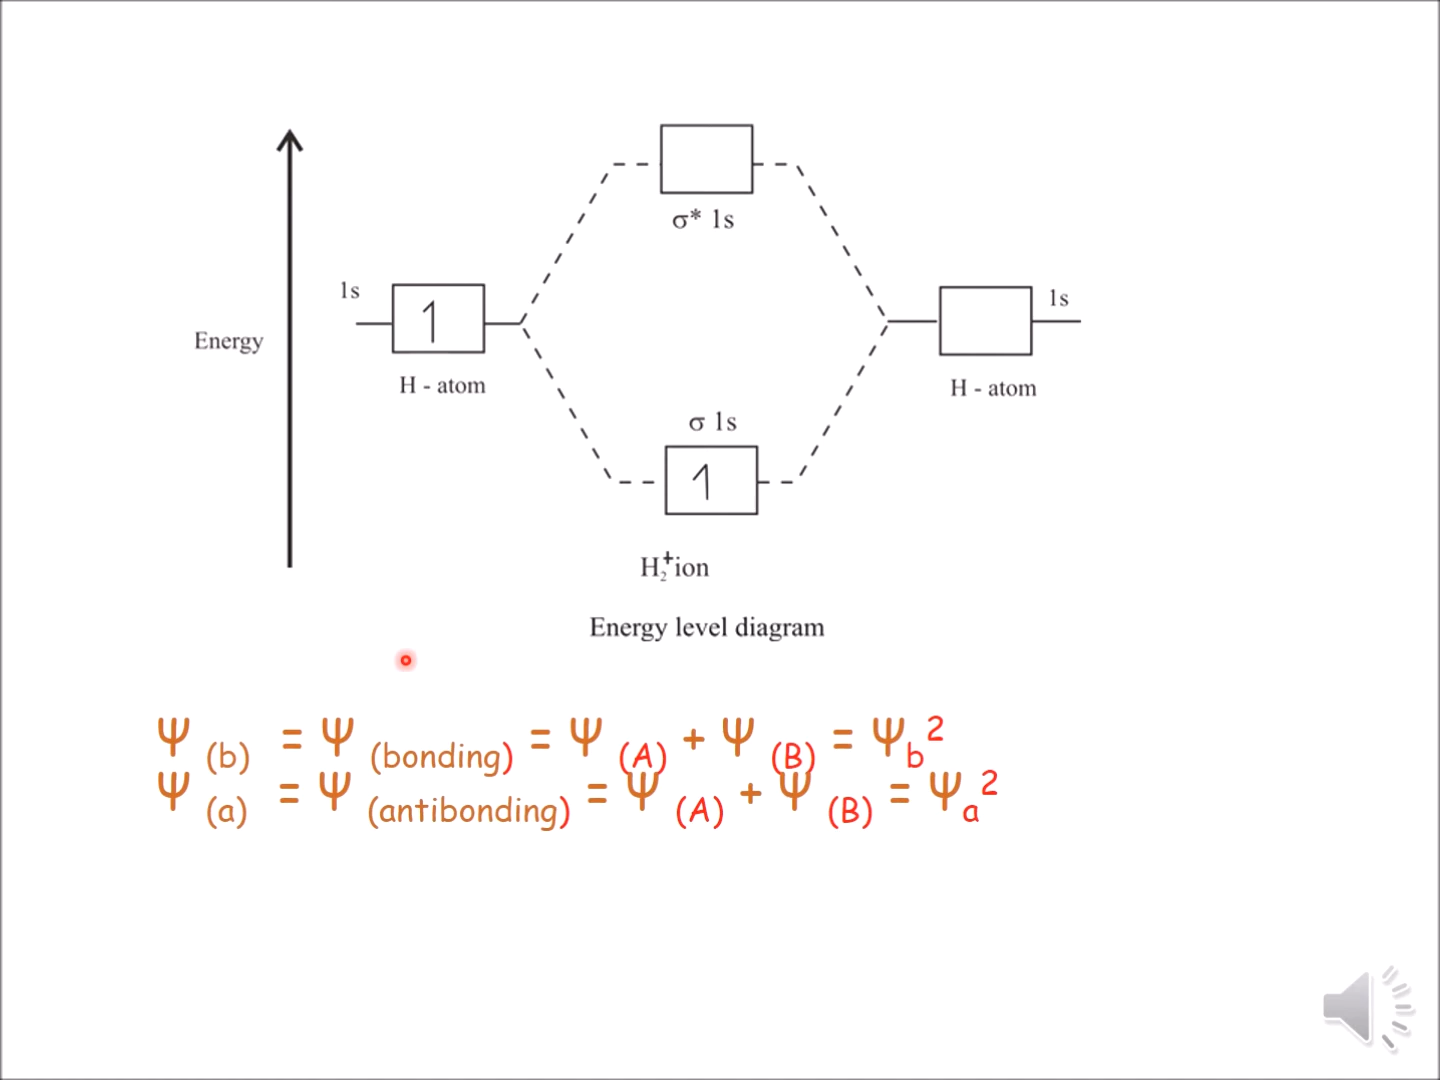 σ* 1s
1s
1
1s
Energy
H - atom
H - atom
σ 1s
1
H₂⁺ion
Energy level diagram
Ψ (b) = Ψ (bonding) = Ψ (A) + Ψ (B) = Ψb²
Ψ (a) = Ψ (antibonding) = Ψ (A) + Ψ (B) = Ψa²